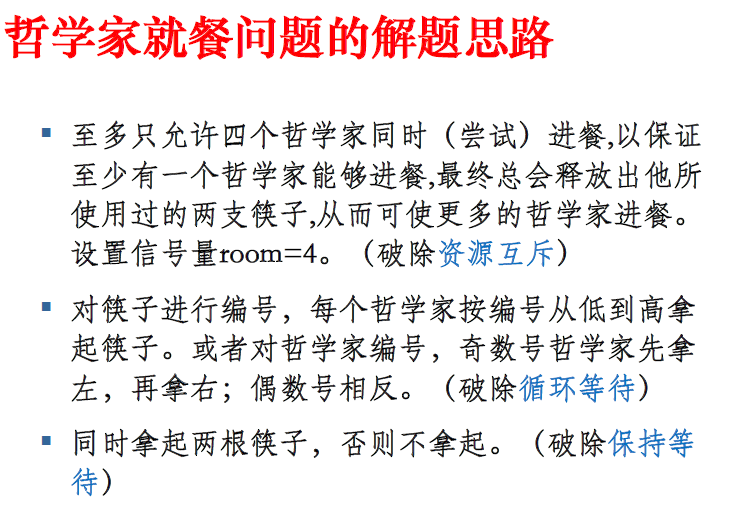 哲学家就餐问题的解题思路
至多只允许四个哲学家同时（尝试）进餐,以保证
至少有一个哲学家能够进餐,最终总会释放出他所
使用过的两支筷子,从而可使更多的哲学家进餐。
设置信号量room=4。（破除资源互斥）
对筷子进行编号，每个哲学家按编号从低到高拿
起筷子。或者对哲学家编号，奇数号哲学家先拿
左，再拿右；偶数号相反。（破除循环等待）
同时拿起两根筷子，否则不拿起。（破除保持等
待）